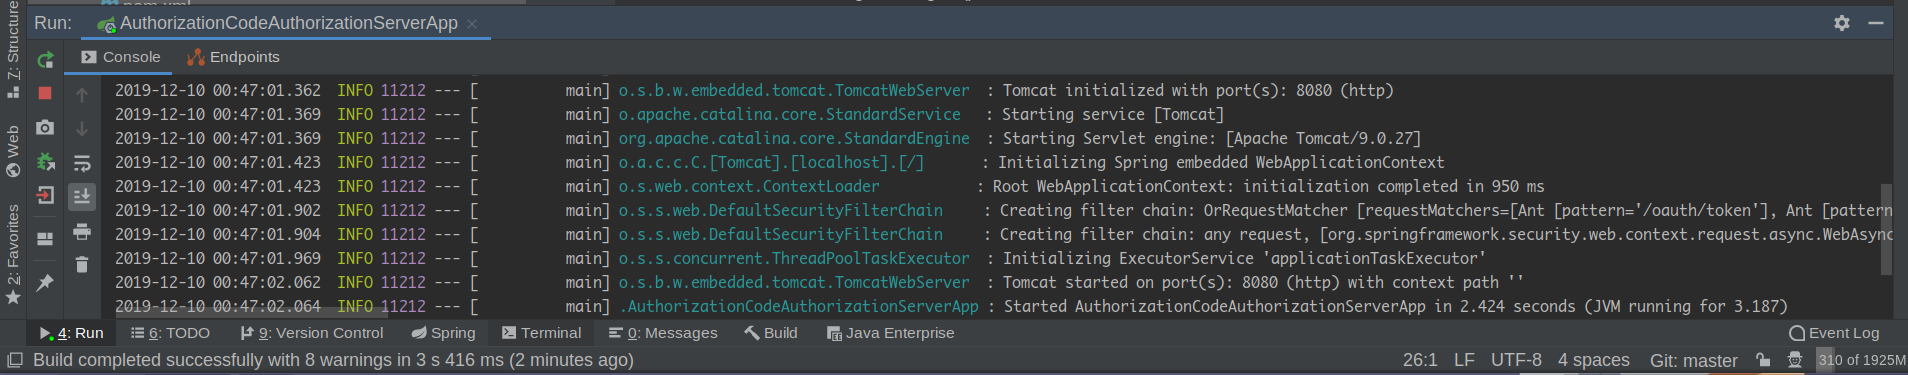 pom.xml
Run: AuthorizationCodeAuthorizationServerApp
Console Endpoints
2019-12-10 00:47:01.362 INFO 11212 --- [ main] o.s.b.w.embedded.tomcat.TomcatWebServer : Tomcat initialized with port(s): 8080 (http)
2019-12-10 00:47:01.369 INFO 11212 --- [ main] o.apache.catalina.core.StandardService : Starting service [Tomcat]
2019-12-10 00:47:01.369 INFO 11212 --- [ main] org.apache.catalina.core.StandardEngine : Starting Servlet engine: [Apache Tomcat/9.0.27]
2019-12-10 00:47:01.423 INFO 11212 --- [ main] o.a.c.c.C.[Tomcat].[localhost].[/] : Initializing Spring embedded WebApplicationContext
2019-12-10 00:47:01.423 INFO 11212 --- [ main] o.s.web.context.ContextLoader : Root WebApplicationContext: initialization completed in 950 ms
2019-12-10 00:47:01.902 INFO 11212 --- [ main] o.s.s.web.DefaultSecurityFilterChain : Creating filter chain: OrRequestMatcher [requestMatchers=[Ant [pattern='/oauth/token'], Ant [pattern
2019-12-10 00:47:01.904 INFO 11212 --- [ main] o.s.s.web.DefaultSecurityFilterChain : Creating filter chain: any request, [org.springframework.security.web.context.request.async.WebAsync
2019-12-10 00:47:01.969 INFO 11212 --- [ main] o.s.s.concurrent.ThreadPoolTaskExecutor : Initializing ExecutorService 'applicationTaskExecutor'
2019-12-10 00:47:02.062 INFO 11212 --- [ main] o.s.b.w.embedded.tomcat.TomcatWebServer : Tomcat started on port(s): 8080 (http) with context path ''
2019-12-10 00:47:02.064 INFO 11212 --- [ main] .AuthorizationCodeAuthorizationServerApp : Started AuthorizationCodeAuthorizationServerApp in 2.424 seconds (JVM running for 3.187)
7: Structure
Web
2: Favorites
4: Run 6: TODO 9: Version Control Spring Terminal 0: Messages Build Java Enterprise Event Log
Build completed successfully with 8 warnings in 3 s 416 ms (2 minutes ago) 26:1 LF UTF-8 4 spaces Git: master 310 of 1925M